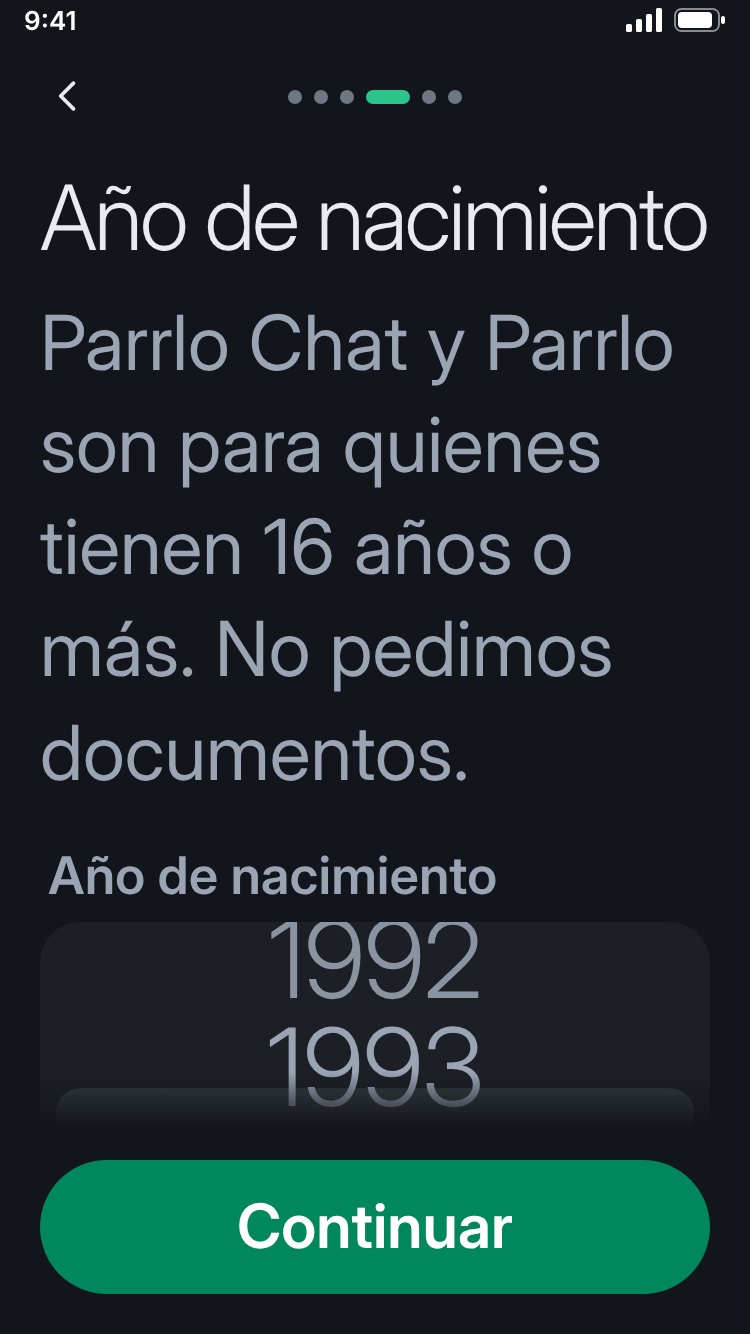 9:41
Año de nacimiento
Parrlo Chat y Parrlo
son para quienes
tienen 16 años o
más. No pedimos
documentos.
Año de nacimiento
1992
1993
Continuar